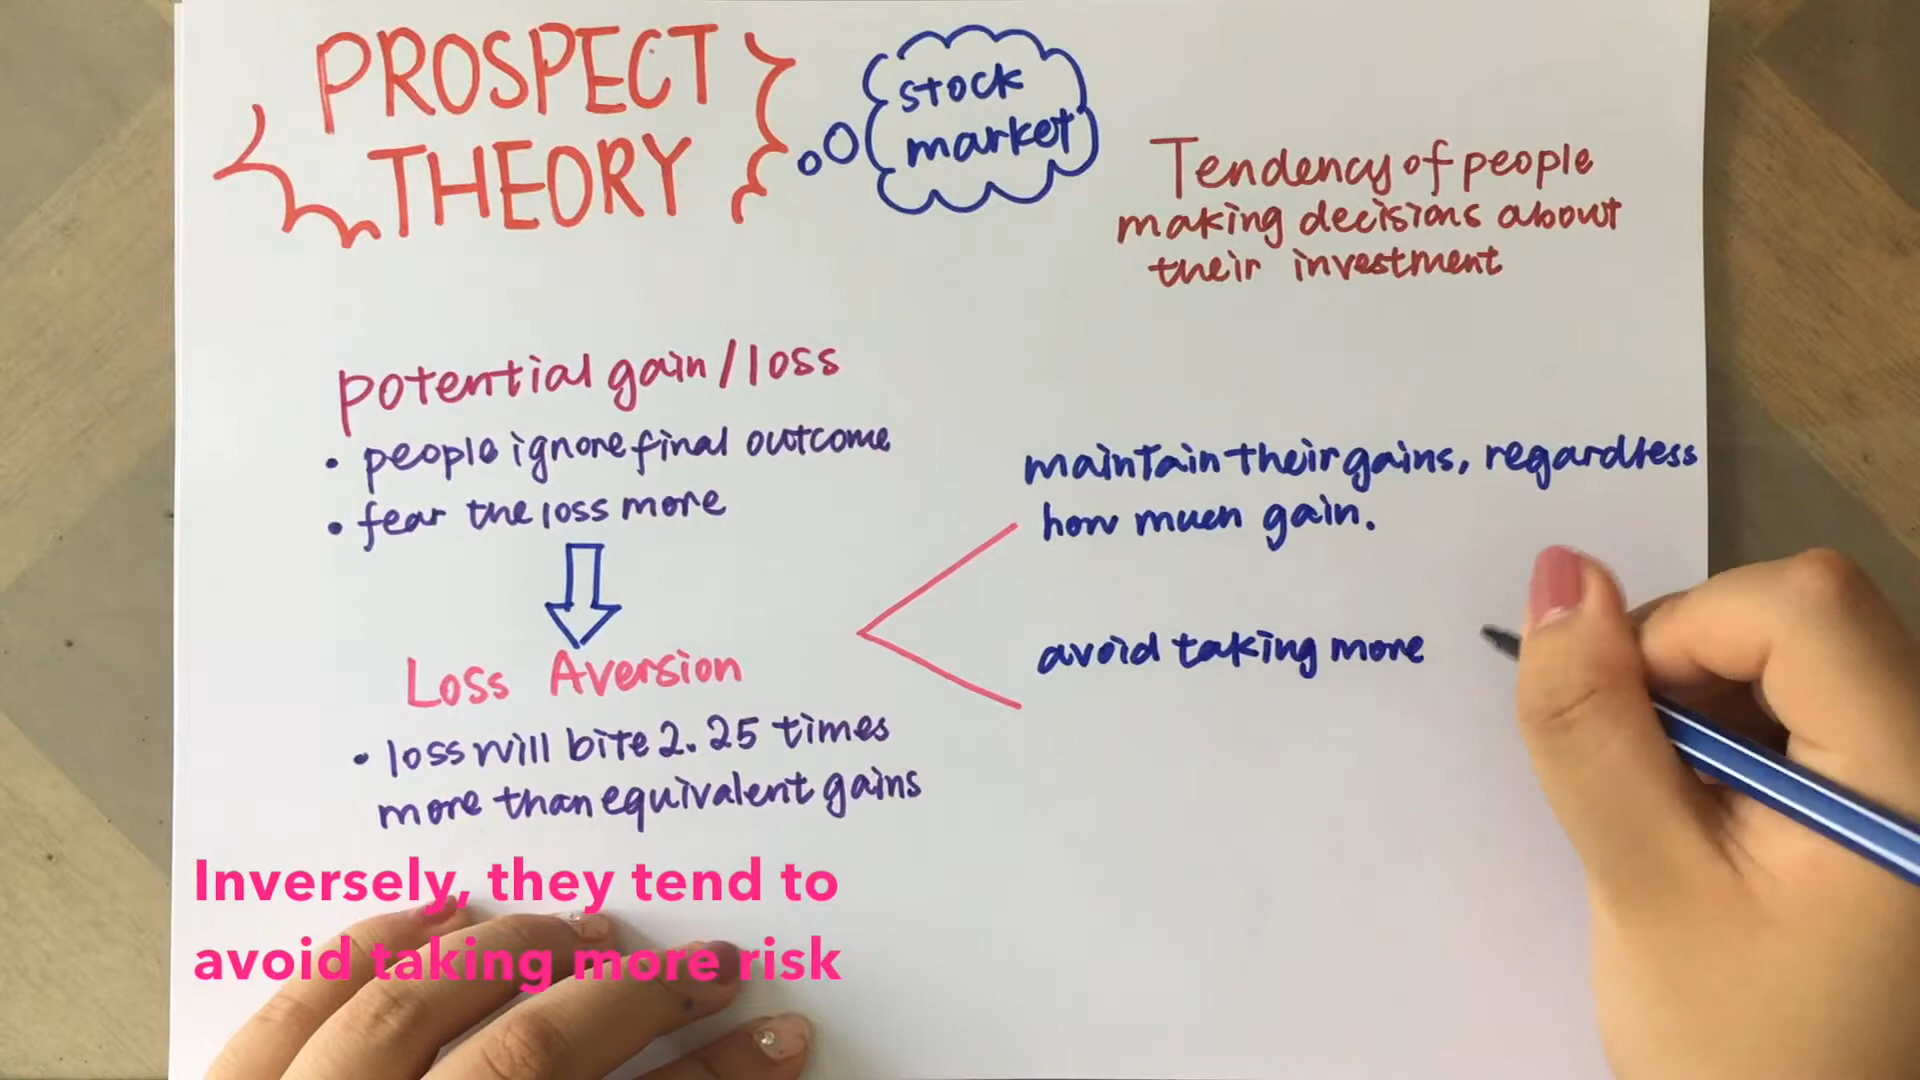 PROSPECT
THEORY
stock
market
Tendency of people
making decisions about
their investment
potential gain/loss
• people ignore final outcome
• fear the loss more
Loss Aversion
• loss will bite 2.25 times
more than equivalent gains
maintain their gains, regardless
how much gain.
avoid taking more
Inversely, they tend to
avoid taking more risk